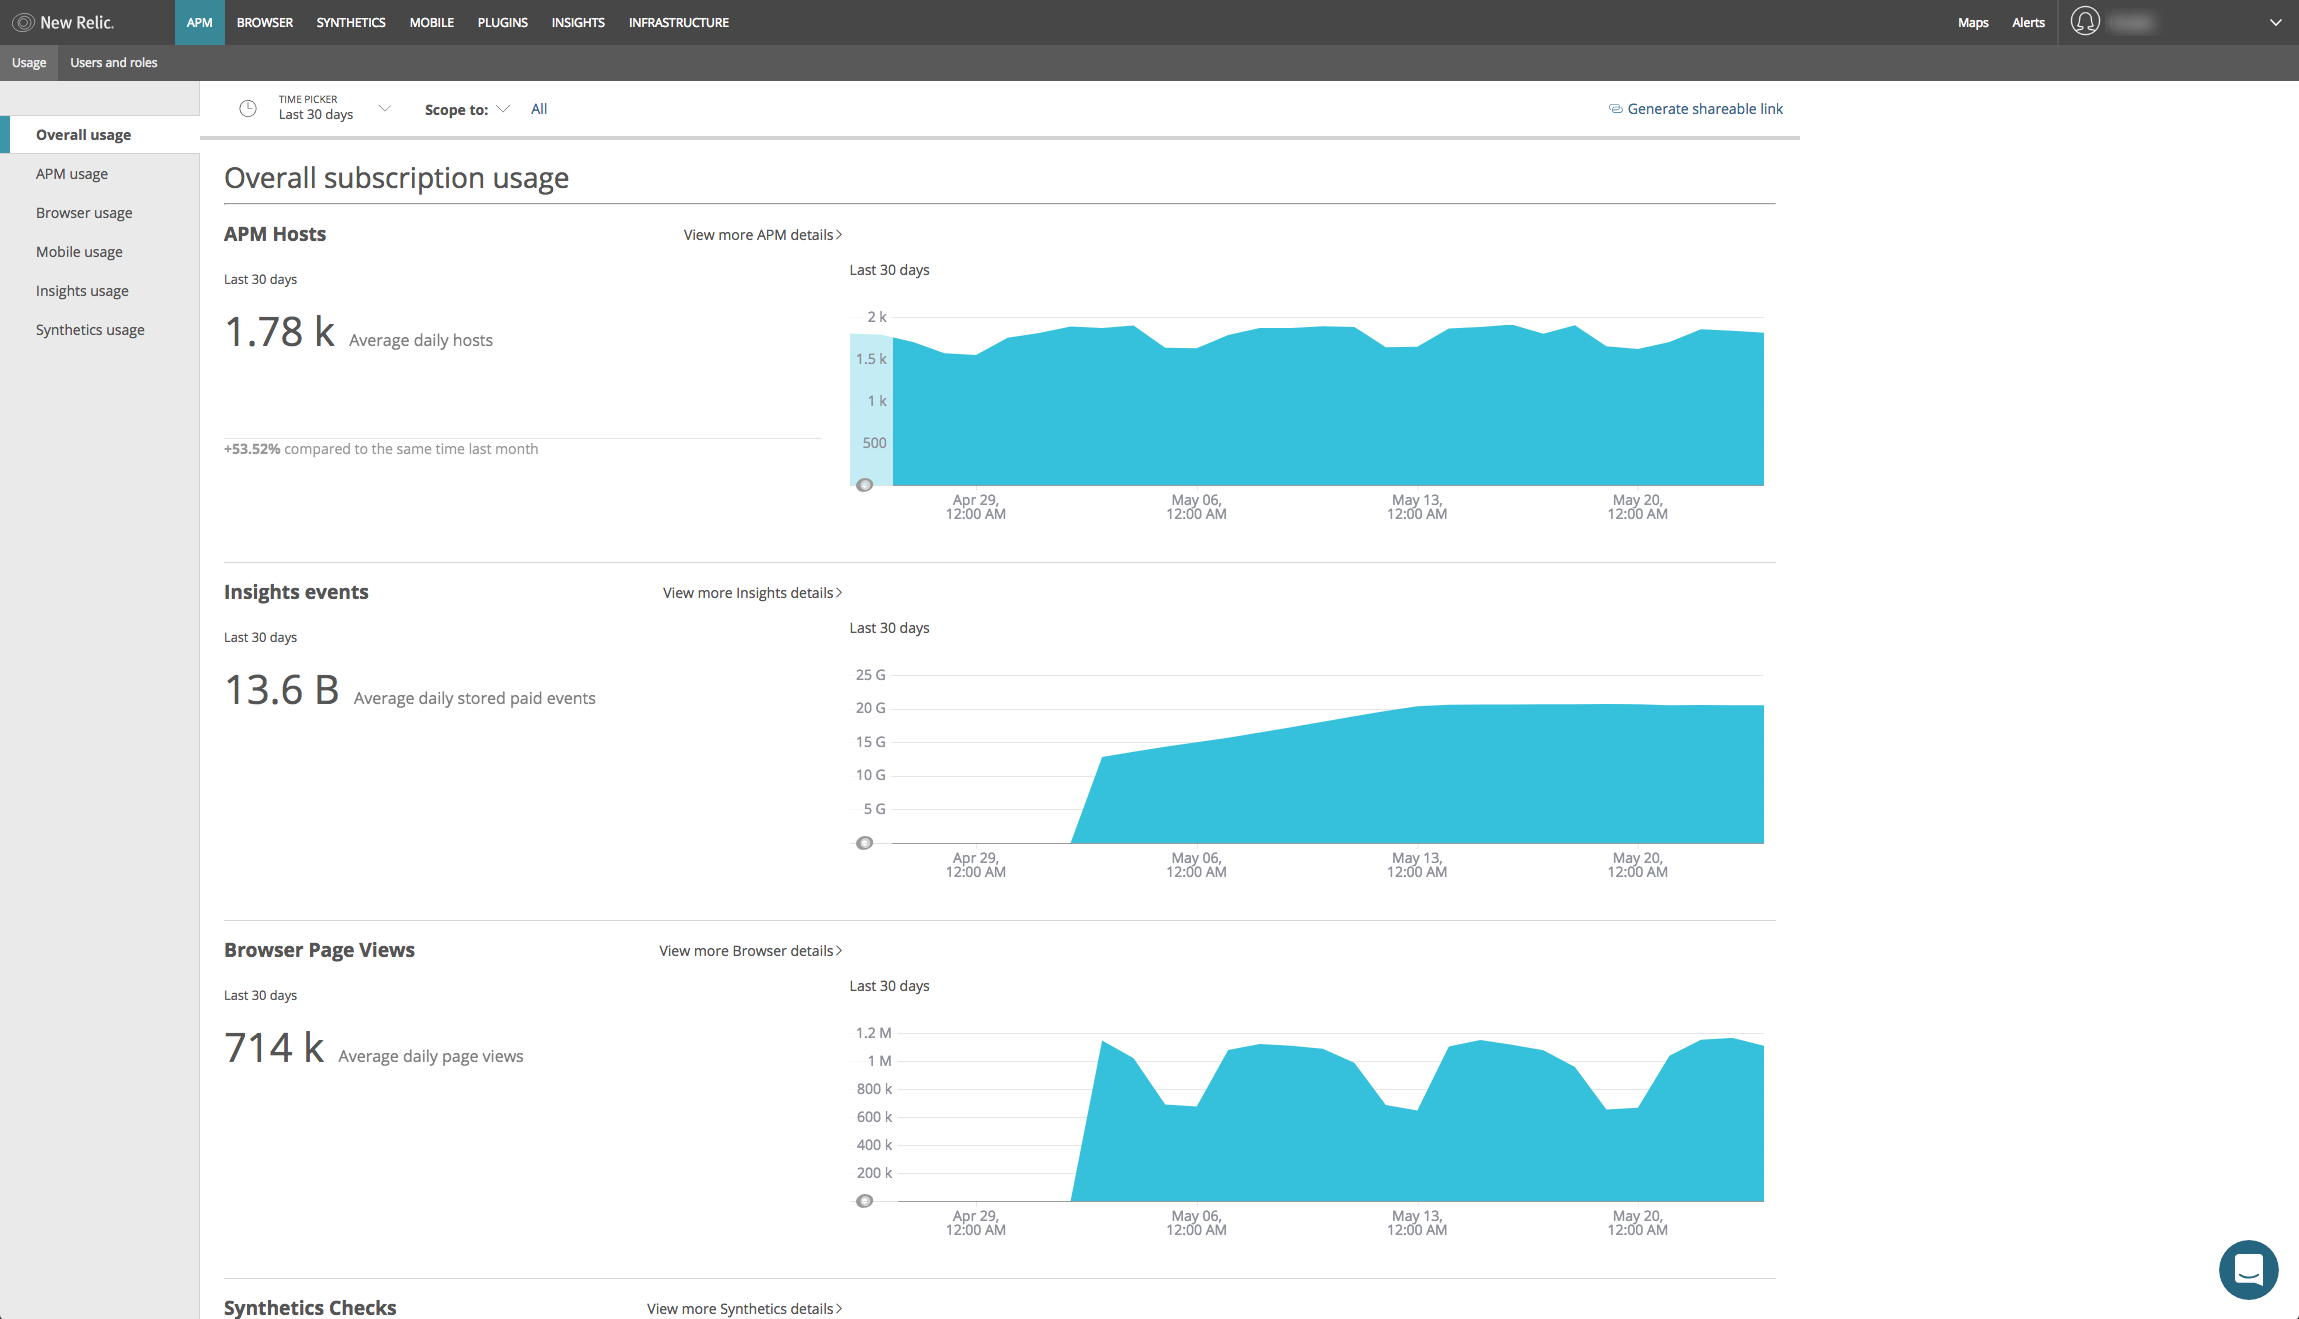 New Relic.
APM BROWSER SYNTHETICS MOBILE PLUGINS INSIGHTS INFRASTRUCTURE Maps Alerts
Usage Users and roles
TIME PICKER
Last 30 days
Scope to: All
Generate shareable link
Overall usage
APM usage
Browser usage
Mobile usage
Insights usage
Synthetics usage
Overall subscription usage
APM Hosts
View more APM details
Last 30 days
1.78 k Average daily hosts
+53.52% compared to the same time last month
Last 30 days
2 k
1.5 k
1 k
500
Apr 29, 12:00 AM
May 06, 12:00 AM
May 13, 12:00 AM
May 20, 12:00 AM
Insights events
View more Insights details
Last 30 days
13.6 B Average daily stored paid events
Last 30 days
25 G
20 G
15 G
10 G
5 G
Apr 29, 12:00 AM
May 06, 12:00 AM
May 13, 12:00 AM
May 20, 12:00 AM
Browser Page Views
View more Browser details
Last 30 days
714 k Average daily page views
Last 30 days
1.2 M
1 M
800 k
600 k
400 k
200 k
Apr 29, 12:00 AM
May 06, 12:00 AM
May 13, 12:00 AM
May 20, 12:00 AM
Synthetics Checks
View more Synthetics details